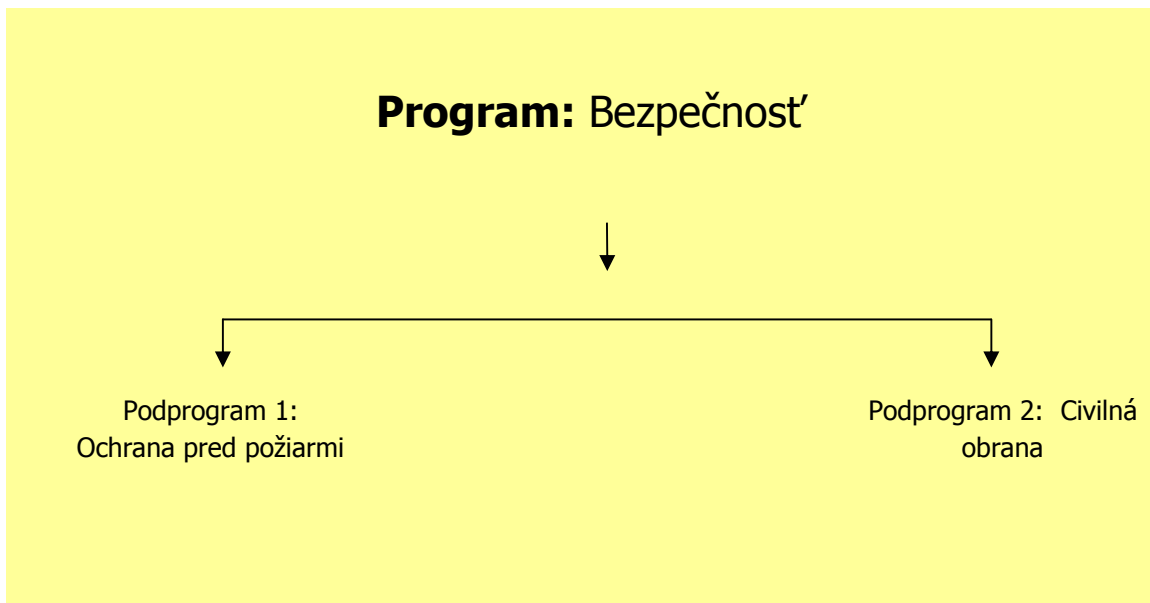 Program: Bezpečnosť
Podprogram 1:
Ochrana pred požiarmi
Podprogram 2: Civilná
obrana